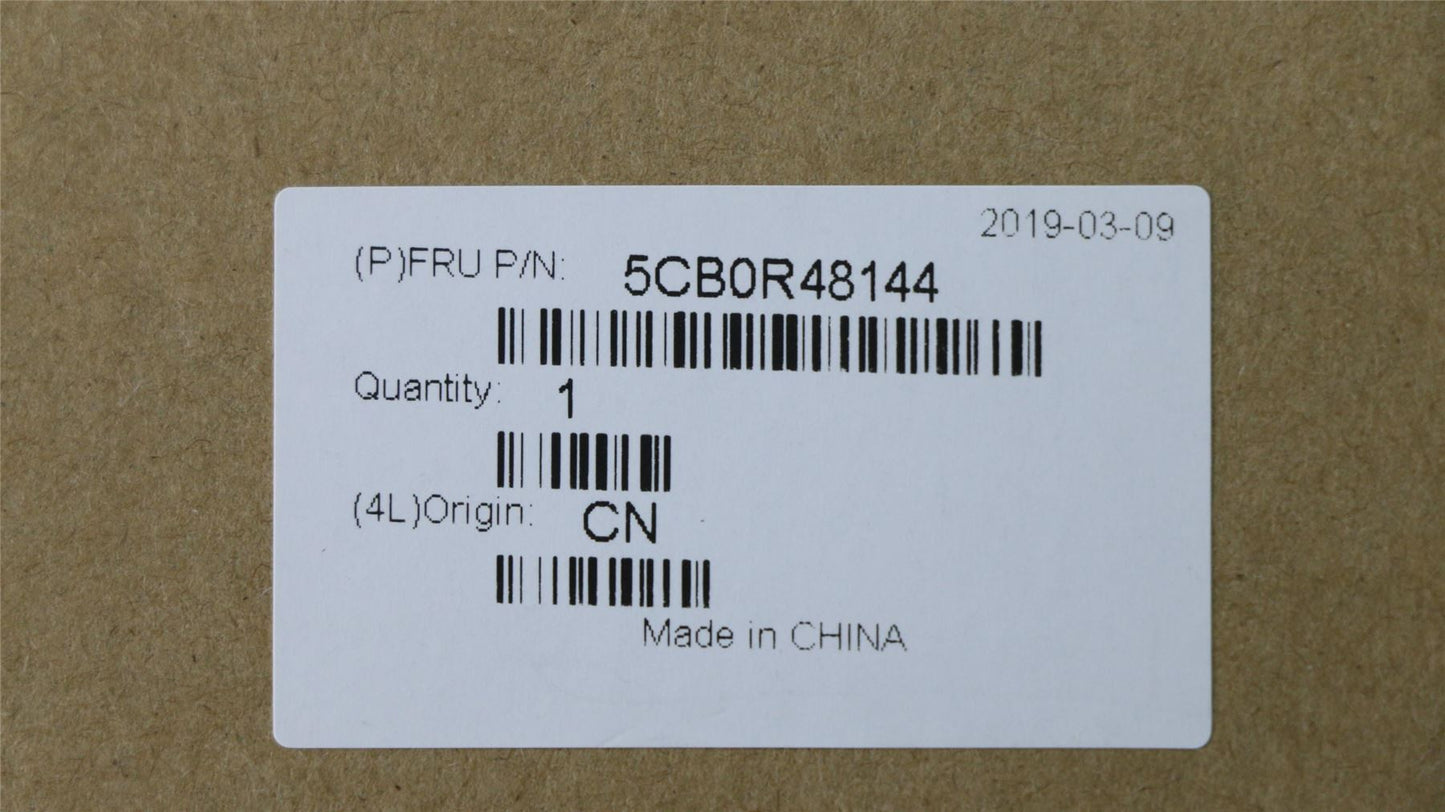 2019-03-09
(P)FRU P/N: 5CB0R48144
Quantity: 1
(4L)Origin: CN
Made in CHINA